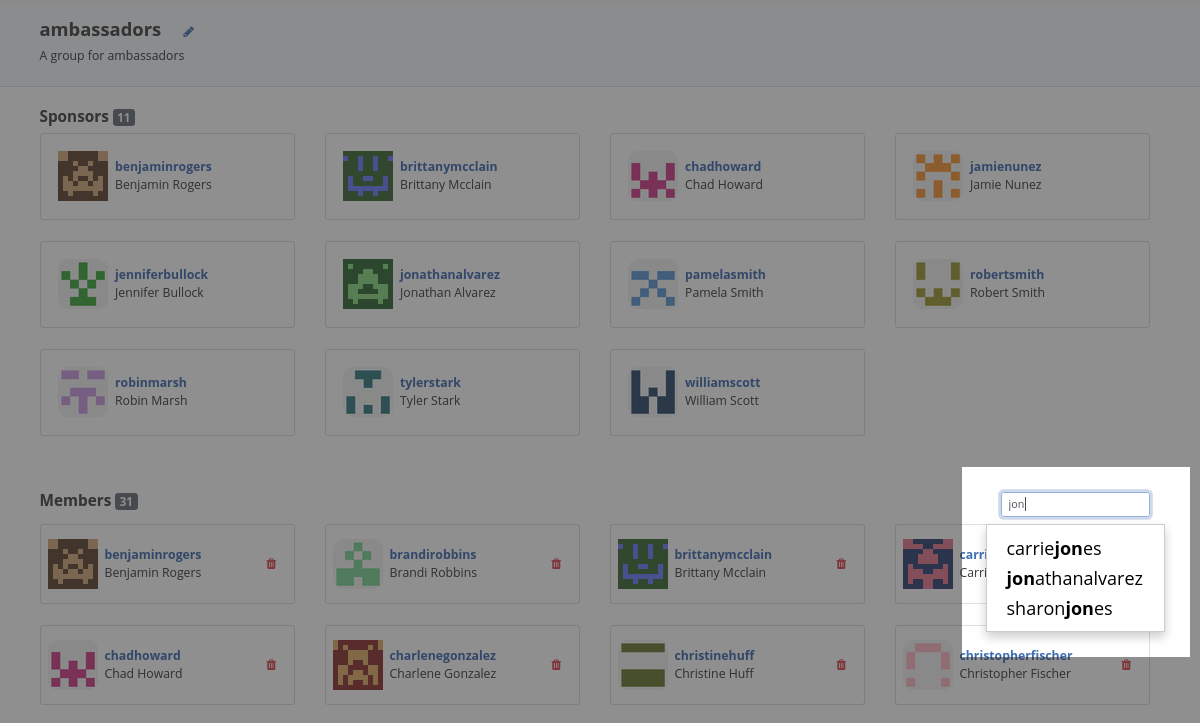 ambassadors
A group for ambassadors
Sponsors 11
benjaminrogers
Benjamin Rogers
brittanymcclain
Brittany Mcclain
chadhoward
Chad Howard
jamienunez
Jamie Nunez
jenniferbullock
Jennifer Bullock
jonathanalvarez
Jonathan Alvarez
pamelasmith
Pamela Smith
robertsmith
Robert Smith
robinmarsh
Robin Marsh
tylerstark
Tyler Stark
williamscott
William Scott
Members 31
jon
carriejones
jonathanalvarez
sharonjones
benjaminrogers
Benjamin Rogers
brandirobbins
Brandi Robbins
brittanymcclain
Brittany Mcclain
carri
Carri
chadhoward
Chad Howard
charlenegonzalez
Charlene Gonzalez
christinehuff
Christine Huff
christopherfischer
Christopher Fischer